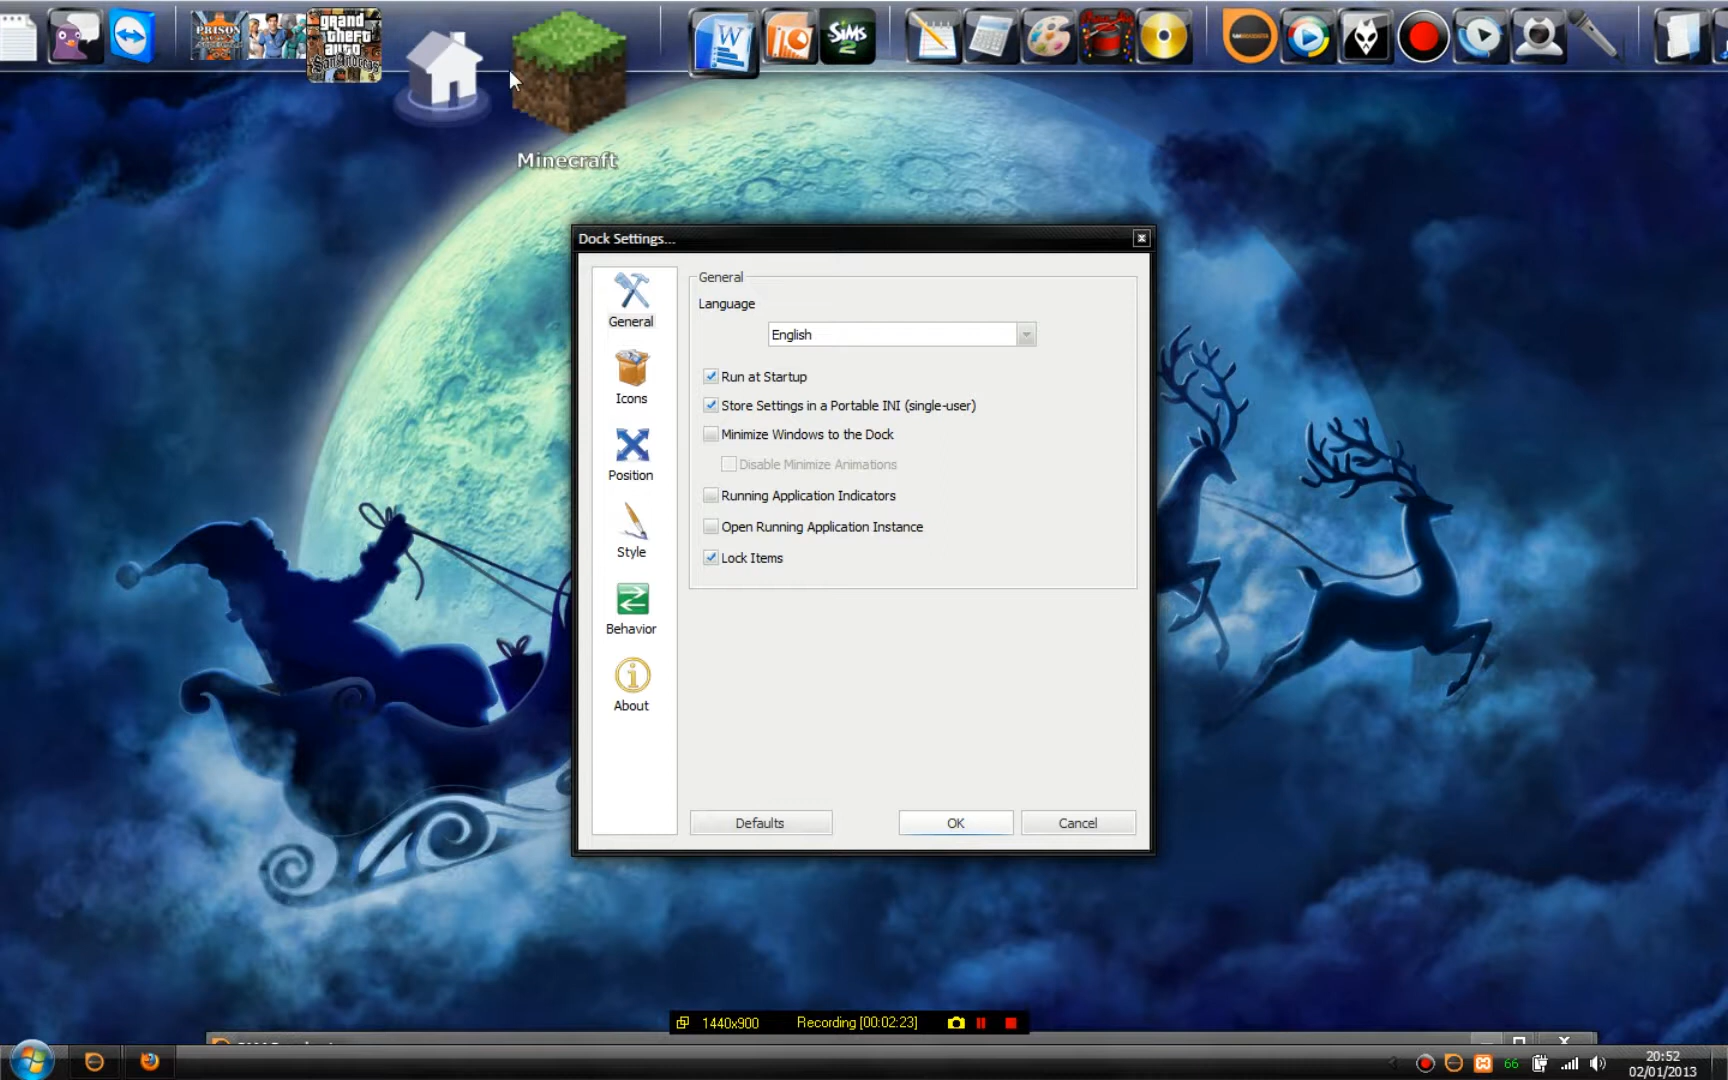 PRISON
grand
theft
auto
San Andreas
W
SIMS
2
Minecraft
Dock Settings...
General
Icons
Position
Style
Behavior
About
General
Language
English
Run at Startup
Store Settings in a Portable INI (single-user)
Minimize Windows to the Dock
Disable Minimize Animations
Running Application Indicators
Open Running Application Instance
Lock Items
Defaults
OK
Cancel
1440x900 Recording [00:02:23]
66
20:52
02/01/2013